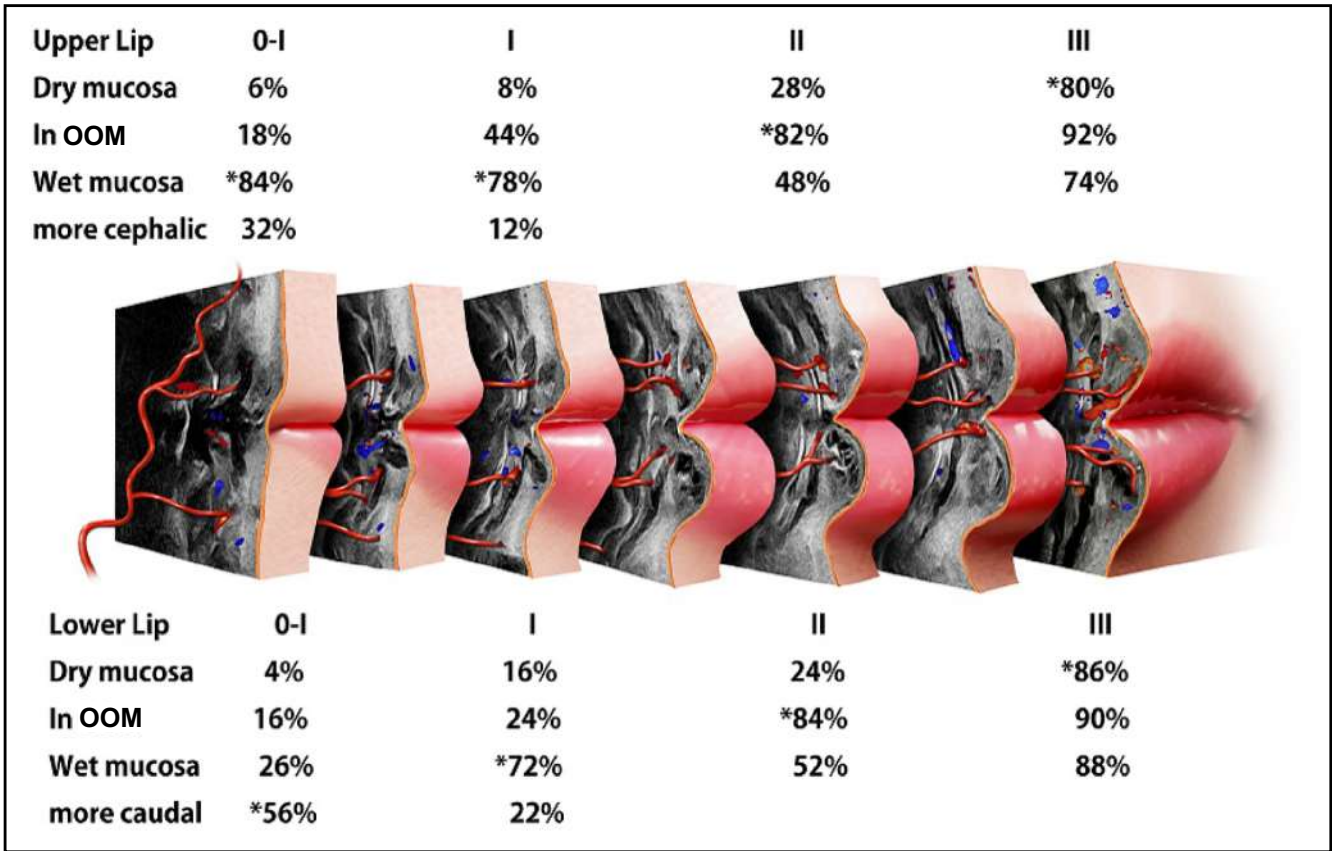 Upper Lip 0-I I II III
Dry mucosa 6% 8% 28% *80%
In OOM 18% 44% *82% 92%
Wet mucosa *84% *78% 48% 74%
more cephalic 32% 12%
Lower Lip 0-I I II III
Dry mucosa 4% 16% 24% *86%
In OOM 16% 24% *84% 90%
Wet mucosa 26% *72% 52% 88%
more caudal *56% 22%